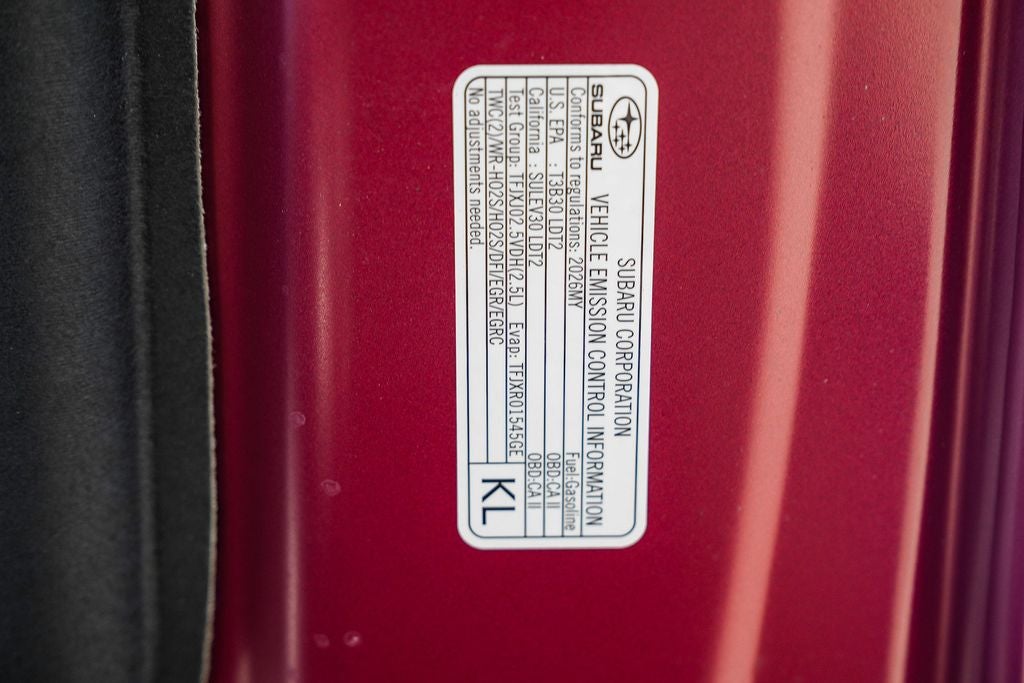 SUBARU
SUBARU CORPORATION
VEHICLE EMISSION CONTROL INFORMATION
Conforms to regulations: 2026MY Fuel:Gasoline
U.S. EPA : T3B30 LDT2 OBD:CA II
California : SULEV30 LDT2 OBD:CA II
Test Group: TFJXJ02.5VDH(2.5L) Evap: TFJXR01545GE
TWC(2)/WR-HO2S/HO2S/DFI/EGR/EGRC
No adjustments needed.
KL